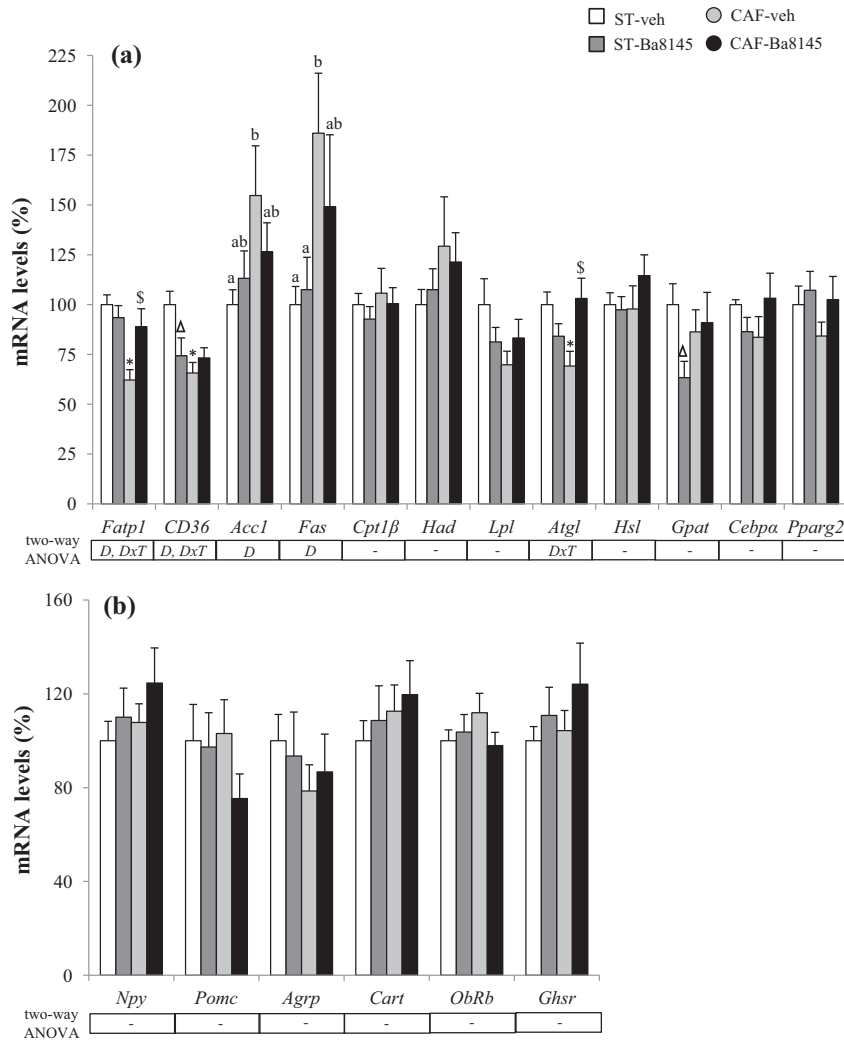 ST-veh CAF-veh
ST-Ba8145 CAF-Ba8145
(a)
mRNA levels (%)
225
200
175
150
125
100
75
50
25
0
* $
Δ *
a ab b ab
a a b ab
* $
Δ
Fatp1 CD36 Acc1 Fas Cpt1β Had Lpl Atgl Hsl Gpat Cebpα Pparg2
two-way ANOVA
D, DxT D, DxT D D - - - DxT - - - -
(b)
mRNA levels (%)
160
120
80
40
0
Npy Pomc Agrp Cart ObRb Ghsr
two-way ANOVA
- - - - - -